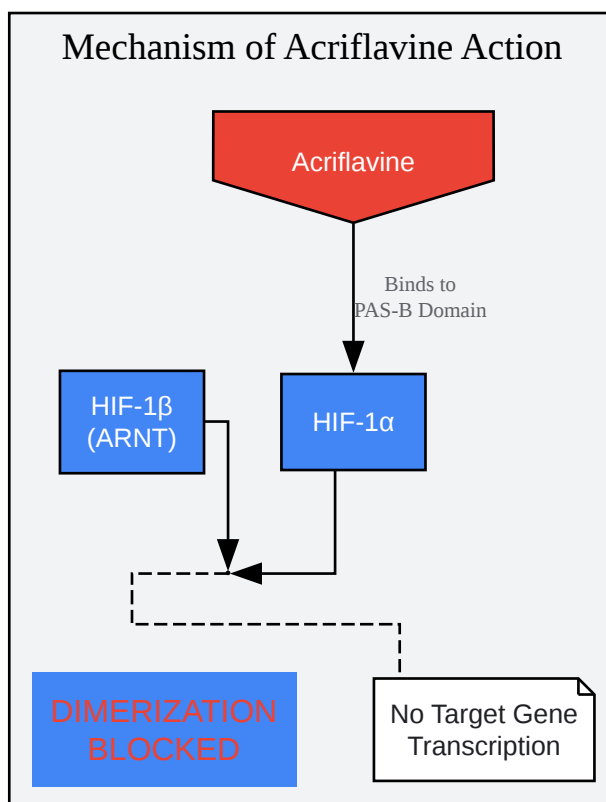 Mechanism of Acriflavine Action
Acriflavine
Binds to
PAS-B Domain
HIF-1β
(ARNT)
HIF-1α
DIMERIZATION
BLOCKED
No Target Gene
Transcription